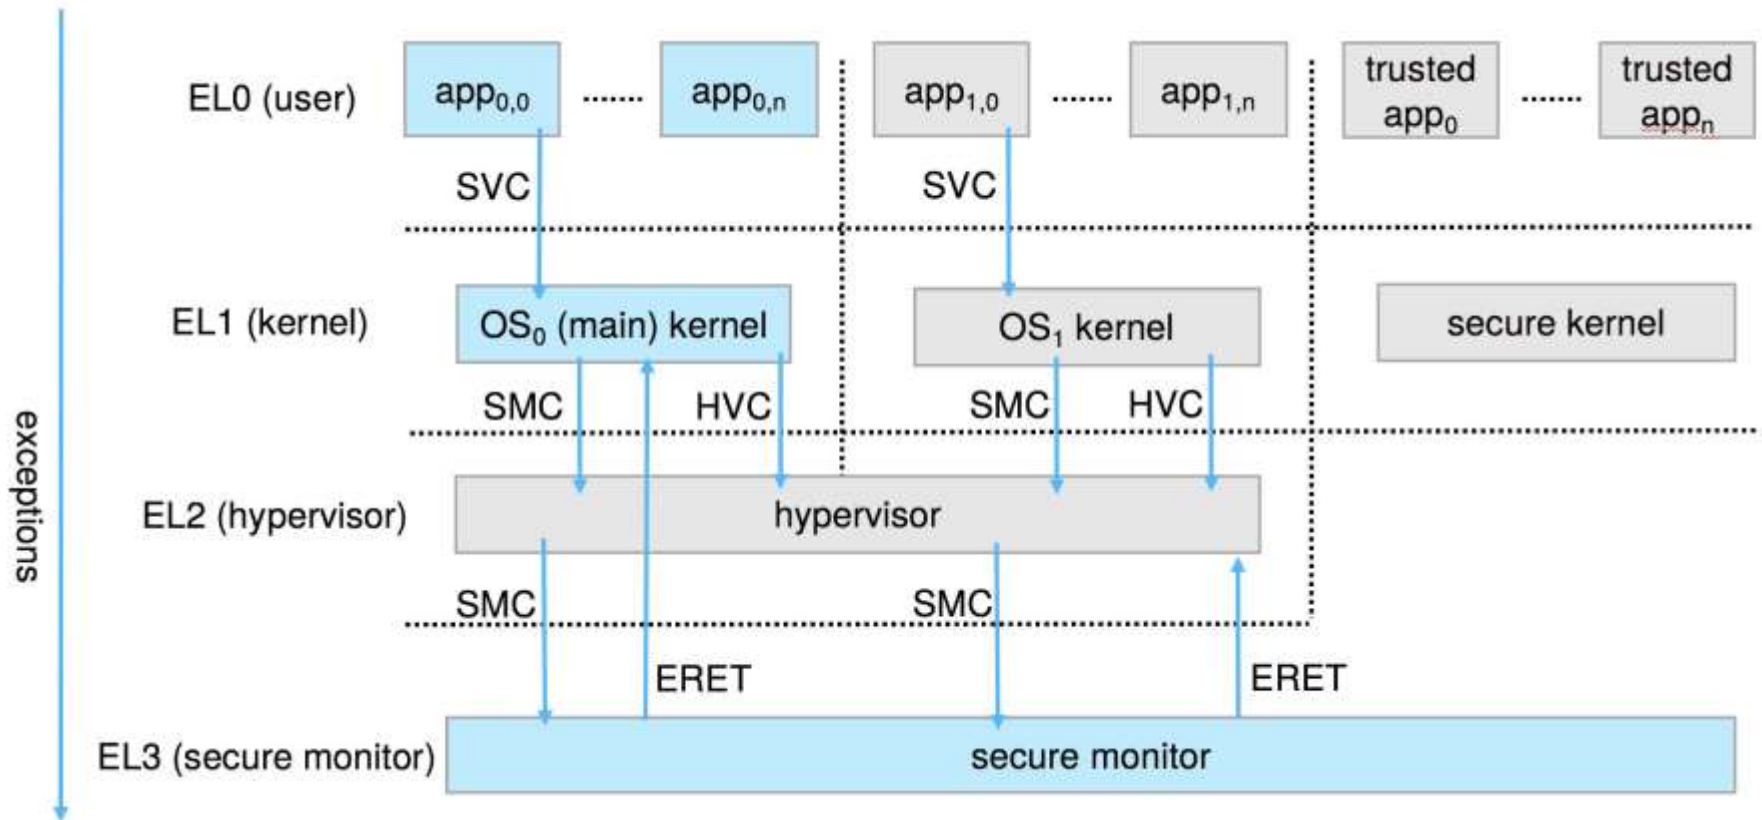 EL0 (user)
app0,0 ........ app0,n
app1,0 ........ app1,n
trusted
app0
........
trusted
appn
SVC
SVC
EL1 (kernel)
OS0 (main) kernel
OS1 kernel
secure kernel
SMC
HVC
SMC
HVC
exceptions
EL2 (hypervisor)
hypervisor
SMC
SMC
ERET
ERET
EL3 (secure monitor)
secure monitor